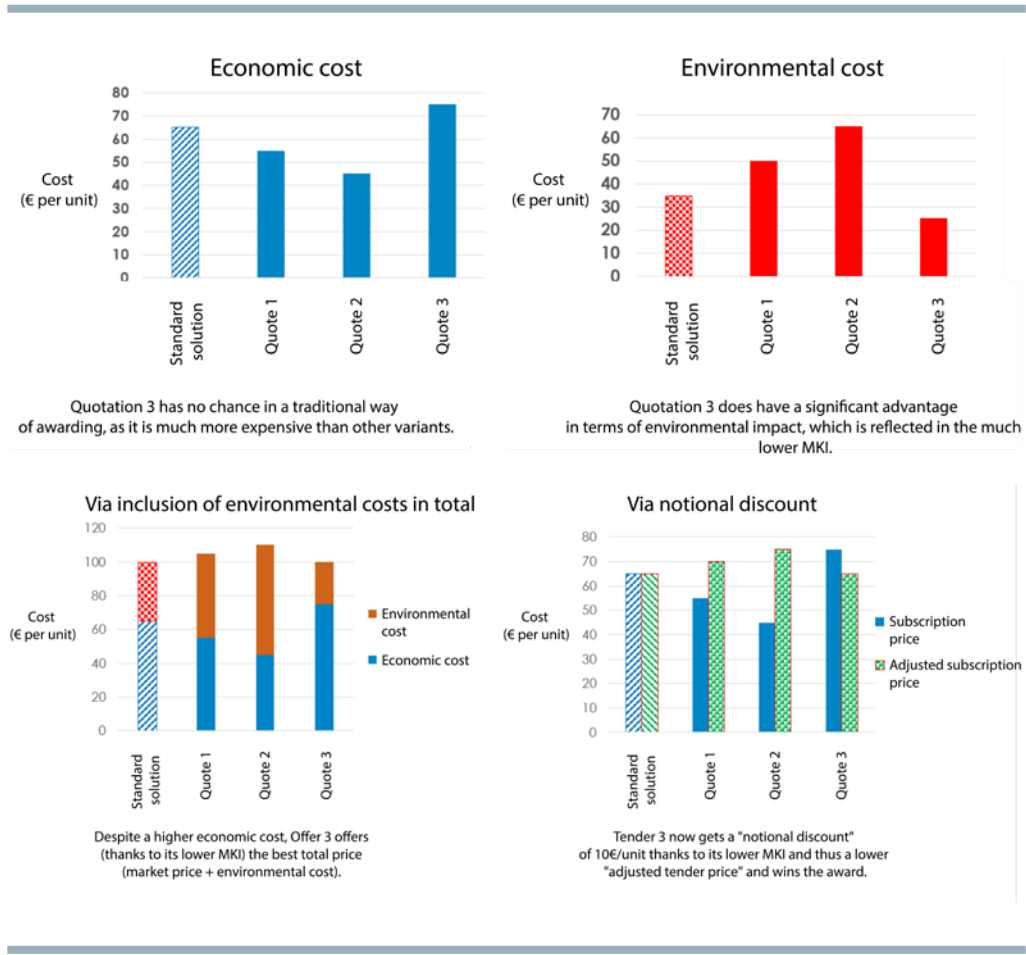 Economic cost
80
70
60
50
40
30
20
10
0
Cost
(€ per unit)
Standard
solution
Quote 1
Quote 2
Quote 3
Quotation 3 has no chance in a traditional way
of awarding, as it is much more expensive than other variants.
Environmental cost
70
60
50
40
30
20
10
0
Cost
(€ per unit)
Standard
solution
Quote 1
Quote 2
Quote 3
Quotation 3 does have a significant advantage
in terms of environmental impact, which is reflected in the much
lower MKI.
Via inclusion of environmental costs in total
120
100
80
60
40
20
0
Cost
(€ per unit)
Standard
solution
Quote 1
Quote 2
Quote 3
Environmental
cost
Economic cost
Despite a higher economic cost, Offer 3 offers
(thanks to its lower MKI) the best total price
(market price + environmental cost).
Via notional discount
80
70
60
50
40
30
20
10
0
Cost
(€ per unit)
Standard
solution
Quote 1
Quote 2
Quote 3
Subscription
price
Adjusted subscription
price
Tender 3 now gets a "notional discount"
of 10€/unit thanks to its lower MKI and thus a lower
"adjusted tender price" and wins the award.